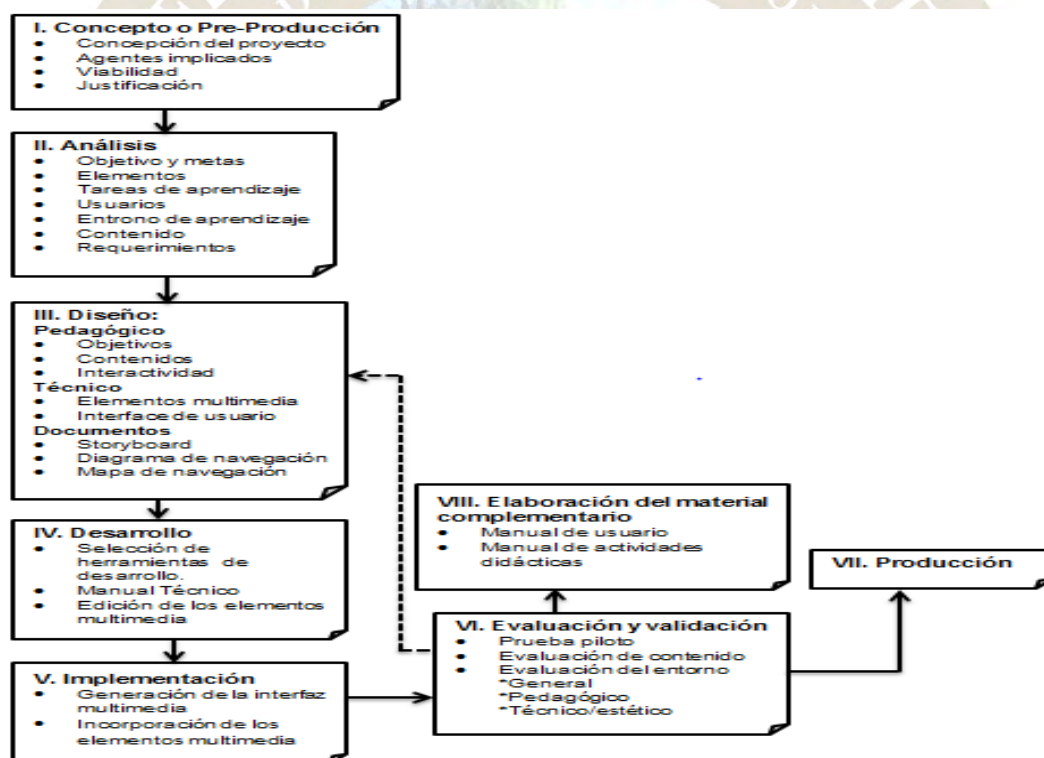 I. Concepto o Pre-Producción
• Concepción del proyecto
• Agentes implicados
• Viabilidad
• Justificación
II. Análisis
• Objetivo y metas
• Elementos
• Tareas de aprendizaje
• Usuarios
• Entrono de aprendizaje
• Contenido
• Requerimientos
III. Diseño:
Pedagógico
• Objetivos
• Contenidos
• Interactividad
Técnico
• Elementos multimedia
• Interface de usuario
Documentos
• Storyboard
• Diagrama de navegación
• Mapa de navegación
IV. Desarrollo
• Selección de
herramientas de
desarrollo.
• Manual Técnico
• Edición de los elementos
multimedia
V. Implementación
• Generación de la interfaz
multimedia
• Incorporación de los
elementos multimedia
VI. Evaluación y validación
• Prueba piloto
• Evaluación de contenido
• Evaluación del entorno
*General
*Pedagógico
*Técnico/estético
VIII. Elaboración del material
complementario
• Manual de usuario
• Manual de actividades
didácticas
VII. Producción